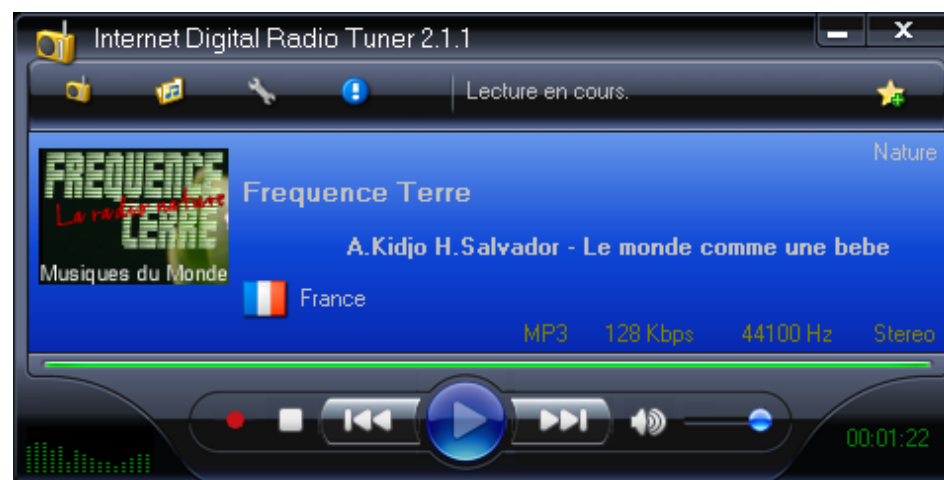 Internet Digital Radio Tuner 2.1.1
Lecture en cours.
Nature
FREQUENCE
La radio nature
TERRE
Musiques du Monde
Frequence Terre
A.Kidjo H.Salvador - Le monde comme une bebe
France
MP3 128 Kbps 44100 Hz Stereo
00:01:22